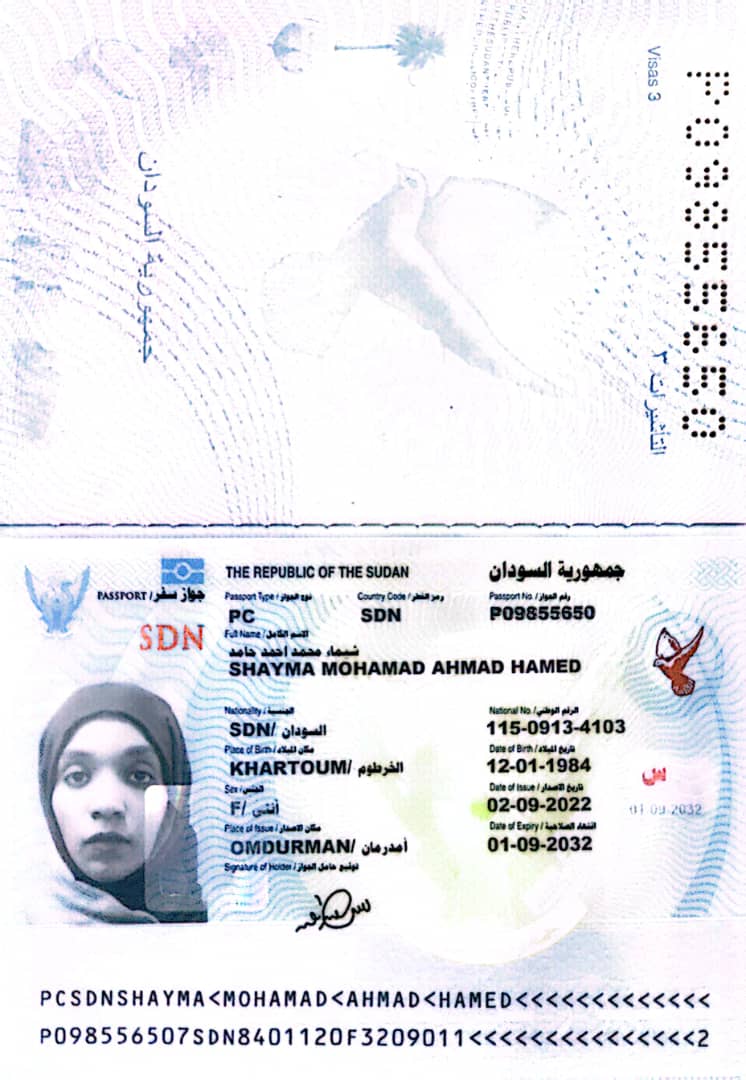 Visas 3
P09855650
التأشيرات ٣
جمهورية السودان
THE REPUBLIC OF THE SUDAN
جمهورية السودان
PASSPORT / جواز سفر
SDN
Passport Type / نوع الجواز
Country Code / رمز القطر
Passport No. / رقم الجواز
PC
SDN
P09855650
Full Name / الاسم الكامل
شيماء محمد احمد حامد
SHAYMA MOHAMAD AHMAD HAMED
Nationality / الجنسية
National No. / الرقم الوطني
SDN/ السودان
115-0913-4103
Place of Birth / مكان الميلاد
Date of Birth / تاريخ الميلاد
KHARTOUM/ الخرطوم
12-01-1984
Sex / الجنس
Date of Issue / تاريخ الاصدار
F/ أنثى
02-09-2022
س
01-09-2032
Place of Issue / مكان الاصدار
Date of Expiry / انتهاء الصلاحية
OMDURMAN/ أمدرمان
01-09-2032
Signature of Holder / توقيع حامل الجواز
PCSDNSHAYMA<MOHAMAD<AHMAD<HAMED<<<<<<<<<<<<<
P098556507SDN8401120F3209011<<<<<<<<<<<<<<<2